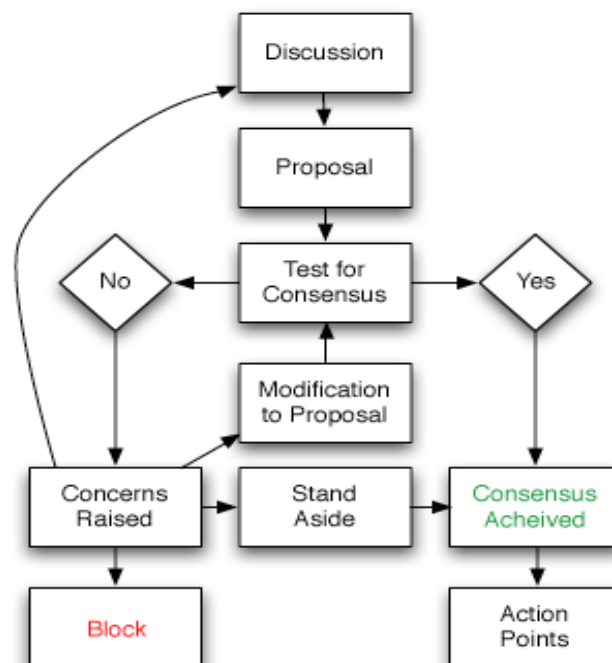 Discussion
Proposal
No
Test for
Consensus
Yes
Modification
to Proposal
Concerns
Raised
Stand
Aside
Consensus
Acheived
Block
Action
Points